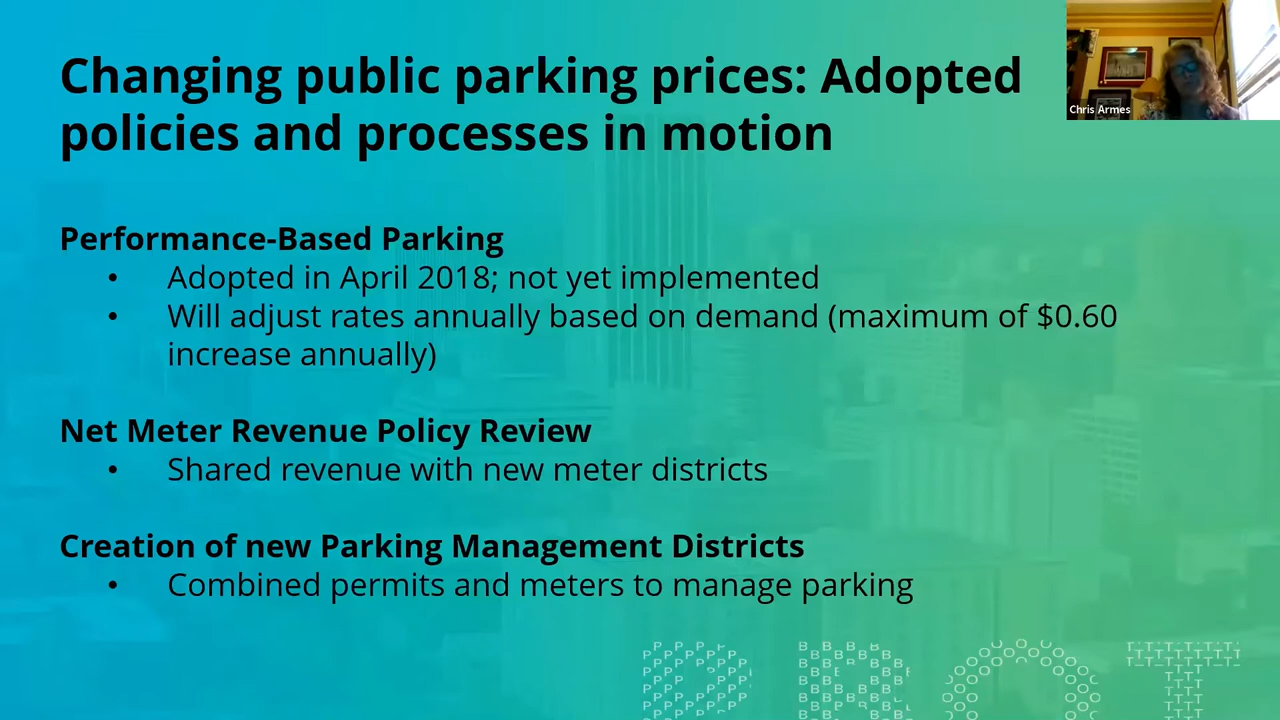 Changing public parking prices: Adopted
policies and processes in motion
Chris Armes
Performance-Based Parking
• Adopted in April 2018; not yet implemented
• Will adjust rates annually based on demand (maximum of $0.60
increase annually)
Net Meter Revenue Policy Review
• Shared revenue with new meter districts
Creation of new Parking Management Districts
• Combined permits and meters to manage parking
PBOT